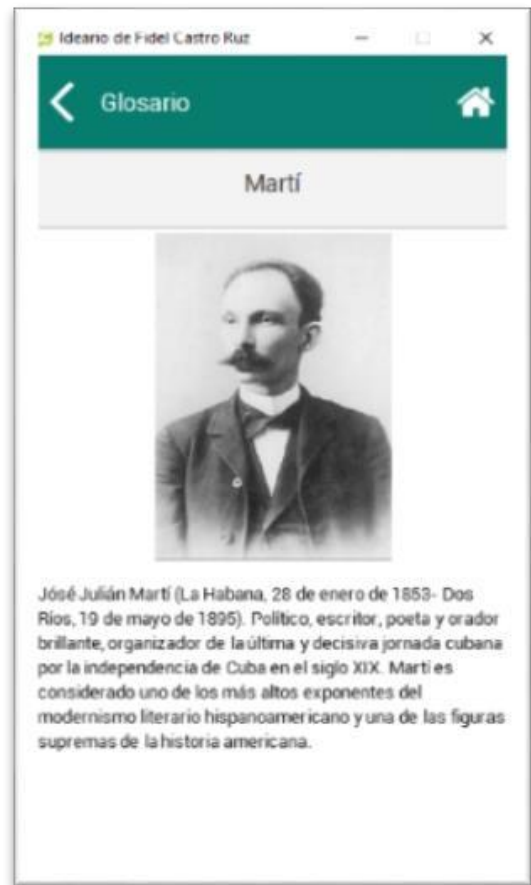 Ideario de Fidel Castro Ruz
Glosario
Martí
Jósé Julián Martí (La Habana, 28 de enero de 1853- Dos
Ríos, 19 de mayo de 1895). Político, escritor, poeta y orador
brillante, organizador de la última y decisiva jornada cubana
por la independencia de Cuba en el siglo XIX. Martí es
considerado uno de los más altos exponentes del
modernismo literario hispanoamericano y una de las figuras
supremas de la historia americana.